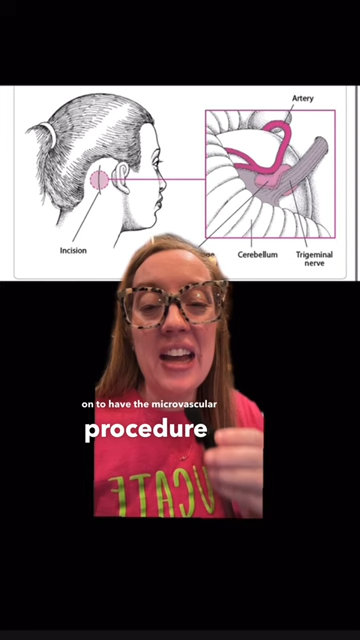 Artery
Incision
Cerebellum
Trigeminal
nerve
on to have the microvascular
procedure